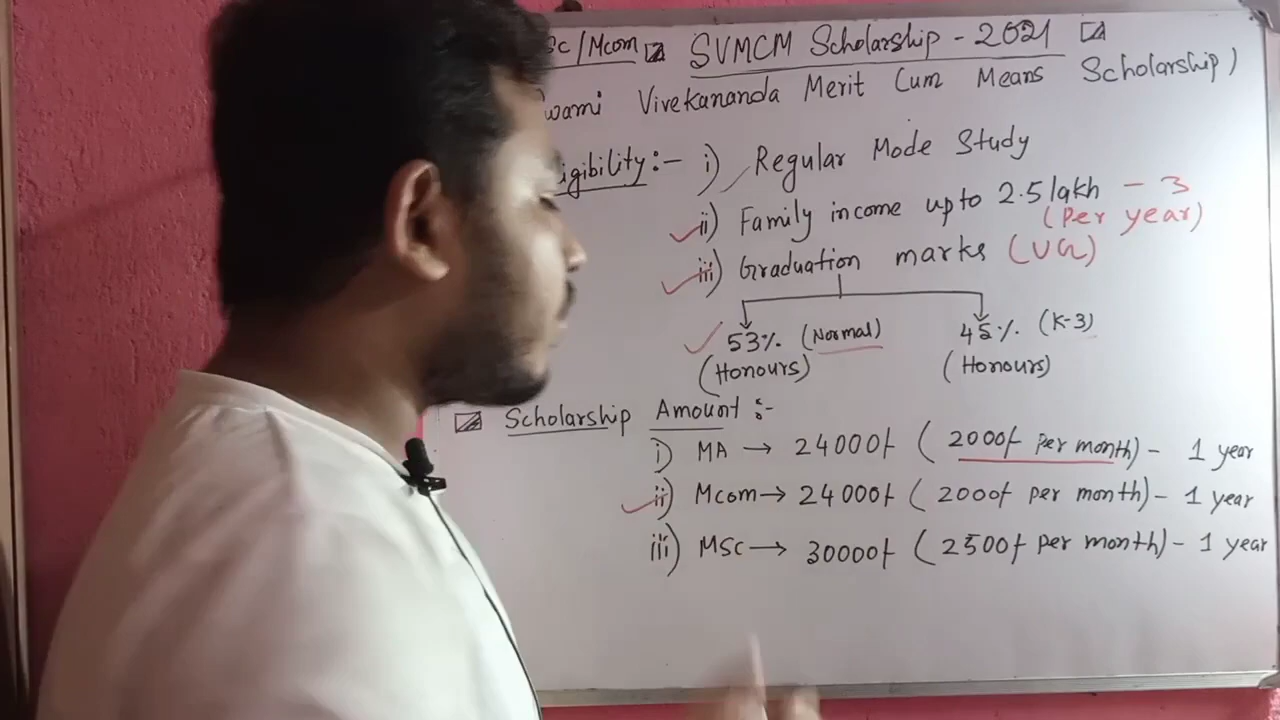 Sc/Mcom SVMCM Scholarship - 2021
wami Vivekananda Merit Cum Means Scholarship)
igibility:- i) Regular Mode Study
ii) Family income upto 2.5 lakh - 3
(Per year)
iii) Graduation marks (UG)
53% (Normal) 45% (K-3)
(Honours) (Honours)
Scholarship Amount :-
i) MA → 24000/- (2000/- per month) - 1 year
ii) Mcom → 24000/- (2000/- per month) - 1 year
iii) MSC → 30000/- (2500/- per month) - 1 year